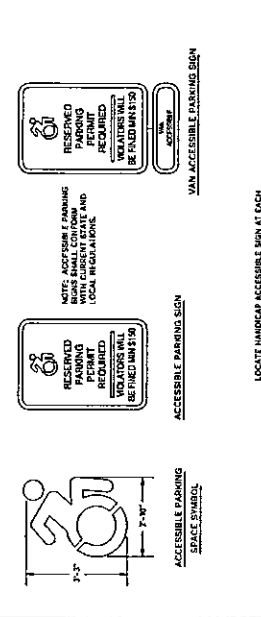 3'-3"
3'-10"
ACCESSIBLE PARKING
SPACE SYMBOL
RESERVED
PARKING
PERMIT
REQUIRED
VIOLATORS WILL
BE FINED MIN $150
ACCESSIBLE PARKING SIGN
NOTE: ACCESSIBLE PARKING
SIGNS SHALL CONFORM
WITH CURRENT STATE AND
LOCAL REGULATIONS.
RESERVED
PARKING
PERMIT
REQUIRED
VIOLATORS WILL
BE FINED MIN $150
VAN
ACCESSIBLE
VAN ACCESSIBLE PARKING SIGN
LOCATE HANDICAP ACCESSIBLE SIGN AT EACH